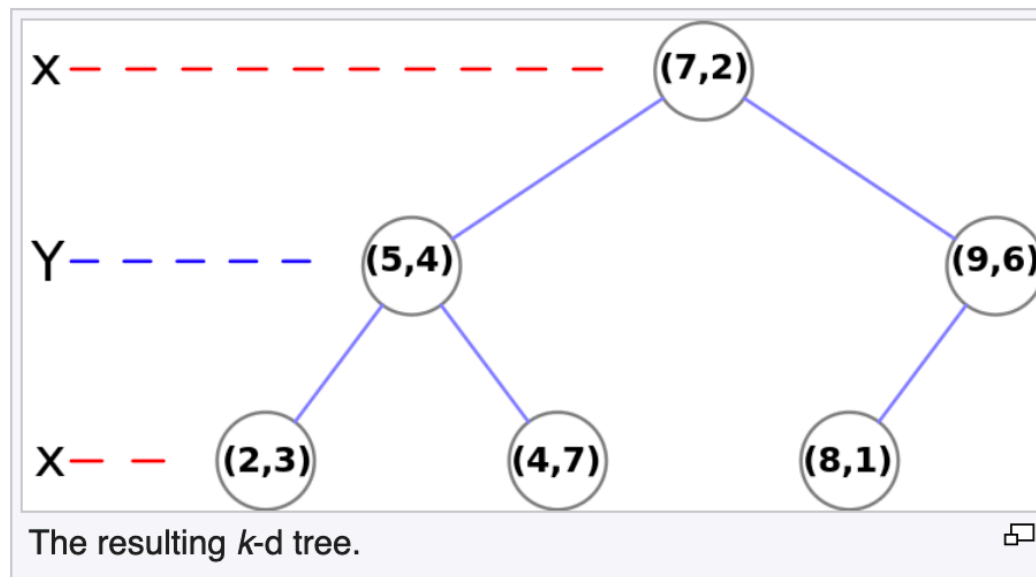 X (7,2)
Y (5,4) (9,6)
X (2,3) (4,7) (8,1)
The resulting k-d tree.